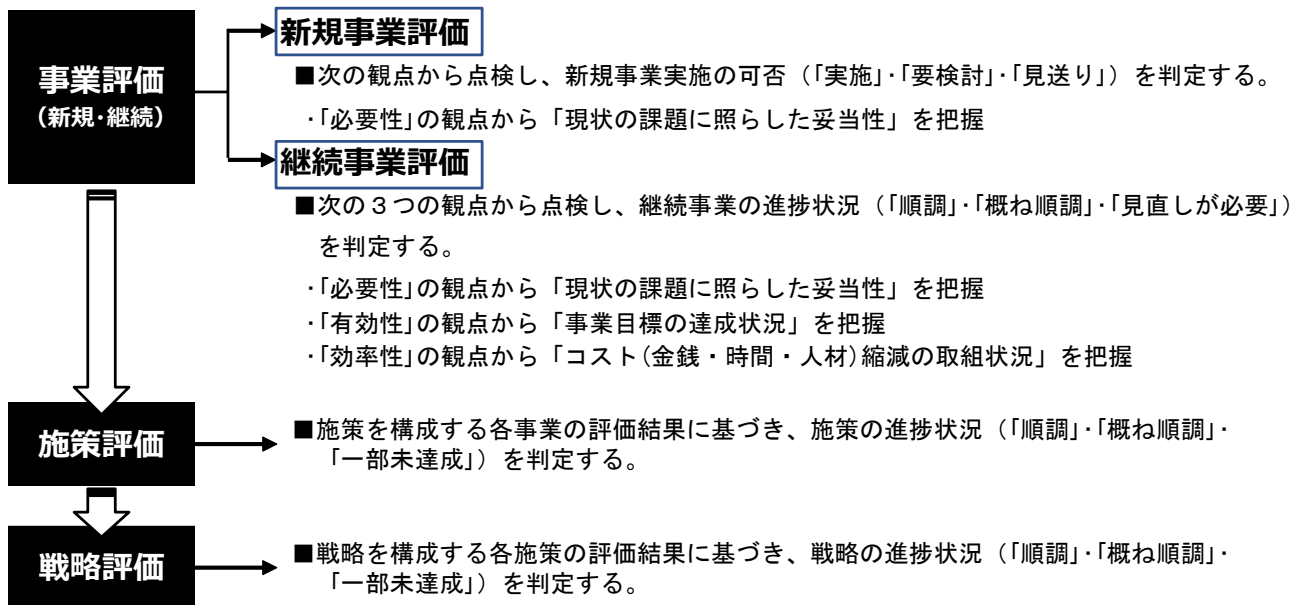 事業評価
(新規･継続)
新規事業評価
■次の観点から点検し、新規事業実施の可否（｢実施｣･｢要検討｣･｢見送り｣）を判定する。
･｢必要性｣の観点から「現状の課題に照らした妥当性」を把握
継続事業評価
■次の３つの観点から点検し、継続事業の進捗状況（｢順調｣･｢概ね順調｣･｢見直しが必要｣）
を判定する。
･｢必要性｣の観点から「現状の課題に照らした妥当性」を把握
･｢有効性｣の観点から「事業目標の達成状況」を把握
･｢効率性｣の観点から「コスト(金銭・時間・人材)縮減の取組状況」を把握
施策評価
■施策を構成する各事業の評価結果に基づき、施策の進捗状況（｢順調｣･｢概ね順調｣･
｢一部未達成｣）を判定する。
戦略評価
■戦略を構成する各施策の評価結果に基づき、戦略の進捗状況（｢順調｣･｢概ね順調｣･
｢一部未達成｣）を判定する。